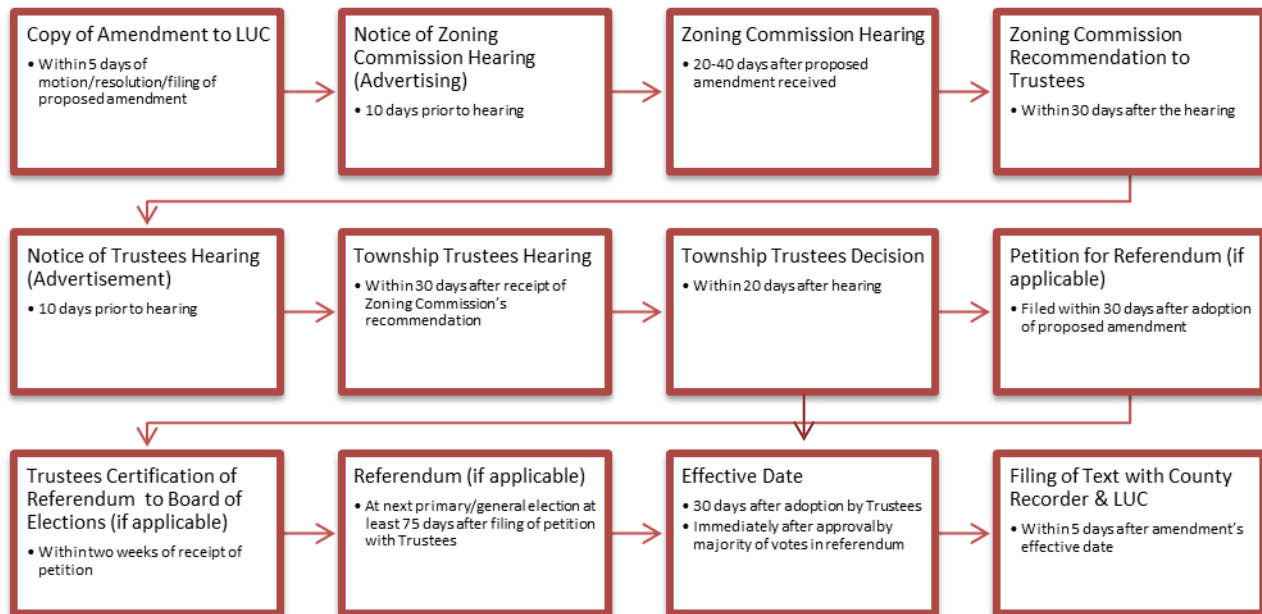 Copy of Amendment to LUC
• Within 5 days of
motion/resolution/filing of
proposed amendment
Notice of Zoning
Commission Hearing
(Advertising)
• 10 days prior to hearing
Zoning Commission Hearing
• 20-40 days after proposed
amendment received
Zoning Commission
Recommendation to
Trustees
• Within 30 days after the hearing
Notice of Trustees Hearing
(Advertisement)
• 10 days prior to hearing
Township Trustees Hearing
• Within 30 days after receipt of
Zoning Commission's
recommendation
Township Trustees Decision
• Within 20 days after hearing
Petition for Referendum (if
applicable)
• Filed within 30 days after adoption
of proposed amendment
Trustees Certification of
Referendum to Board of
Elections (if applicable)
• Within two weeks of receipt of
petition
Referendum (if applicable)
• At next primary/general election at
least 75 days after filing of petition
with Trustees
Effective Date
• 30 days after adoption by Trustees
• Immediately after approval by
majority of votes in referendum
Filing of Text with County
Recorder & LUC
• Within 5 days after amendment's
effective date